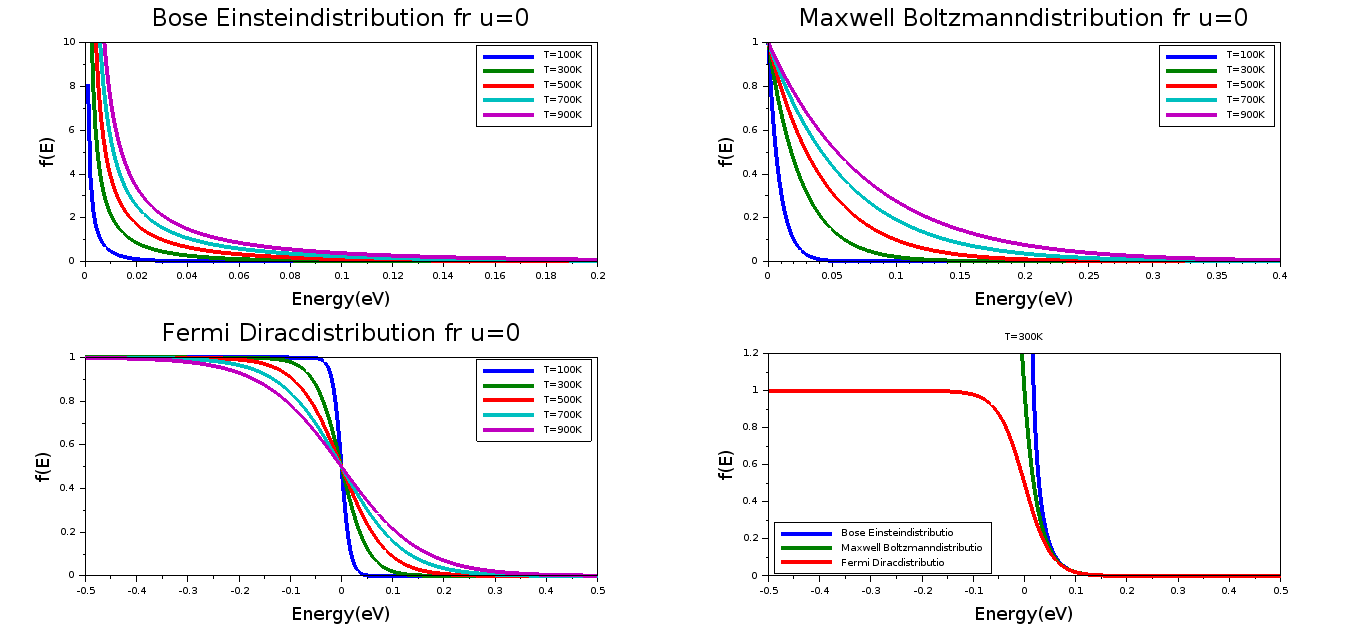 Bose Einsteindistribution fr u=0
10
8
6
4
2
0
f(E)
T=100K
T=300K
T=500K
T=700K
T=900K
0 0.02 0.04 0.06 0.08 0.1 0.12 0.14 0.16 0.18 0.2
Energy(eV)
Maxwell Boltzmanndistribution fr u=0
1
0.8
0.6
0.4
0.2
0
f(E)
T=100K
T=300K
T=500K
T=700K
T=900K
0 0.05 0.1 0.15 0.2 0.25 0.3 0.35 0.4
Energy(eV)
Fermi Diracdistribution fr u=0
1
0.8
0.6
0.4
0.2
0
f(E)
T=100K
T=300K
T=500K
T=700K
T=900K
-0.5 -0.4 -0.3 -0.2 -0.1 0 0.1 0.2 0.3 0.4 0.5
Energy(eV)
T=300K
1.2
1
0.8
0.6
0.4
0.2
0
f(E)
Bose Einsteindistributio
Maxwell Boltzmanndistributio
Fermi Diracdistributio
-0.5 -0.4 -0.3 -0.2 -0.1 0 0.1 0.2 0.3 0.4 0.5
Energy(eV)